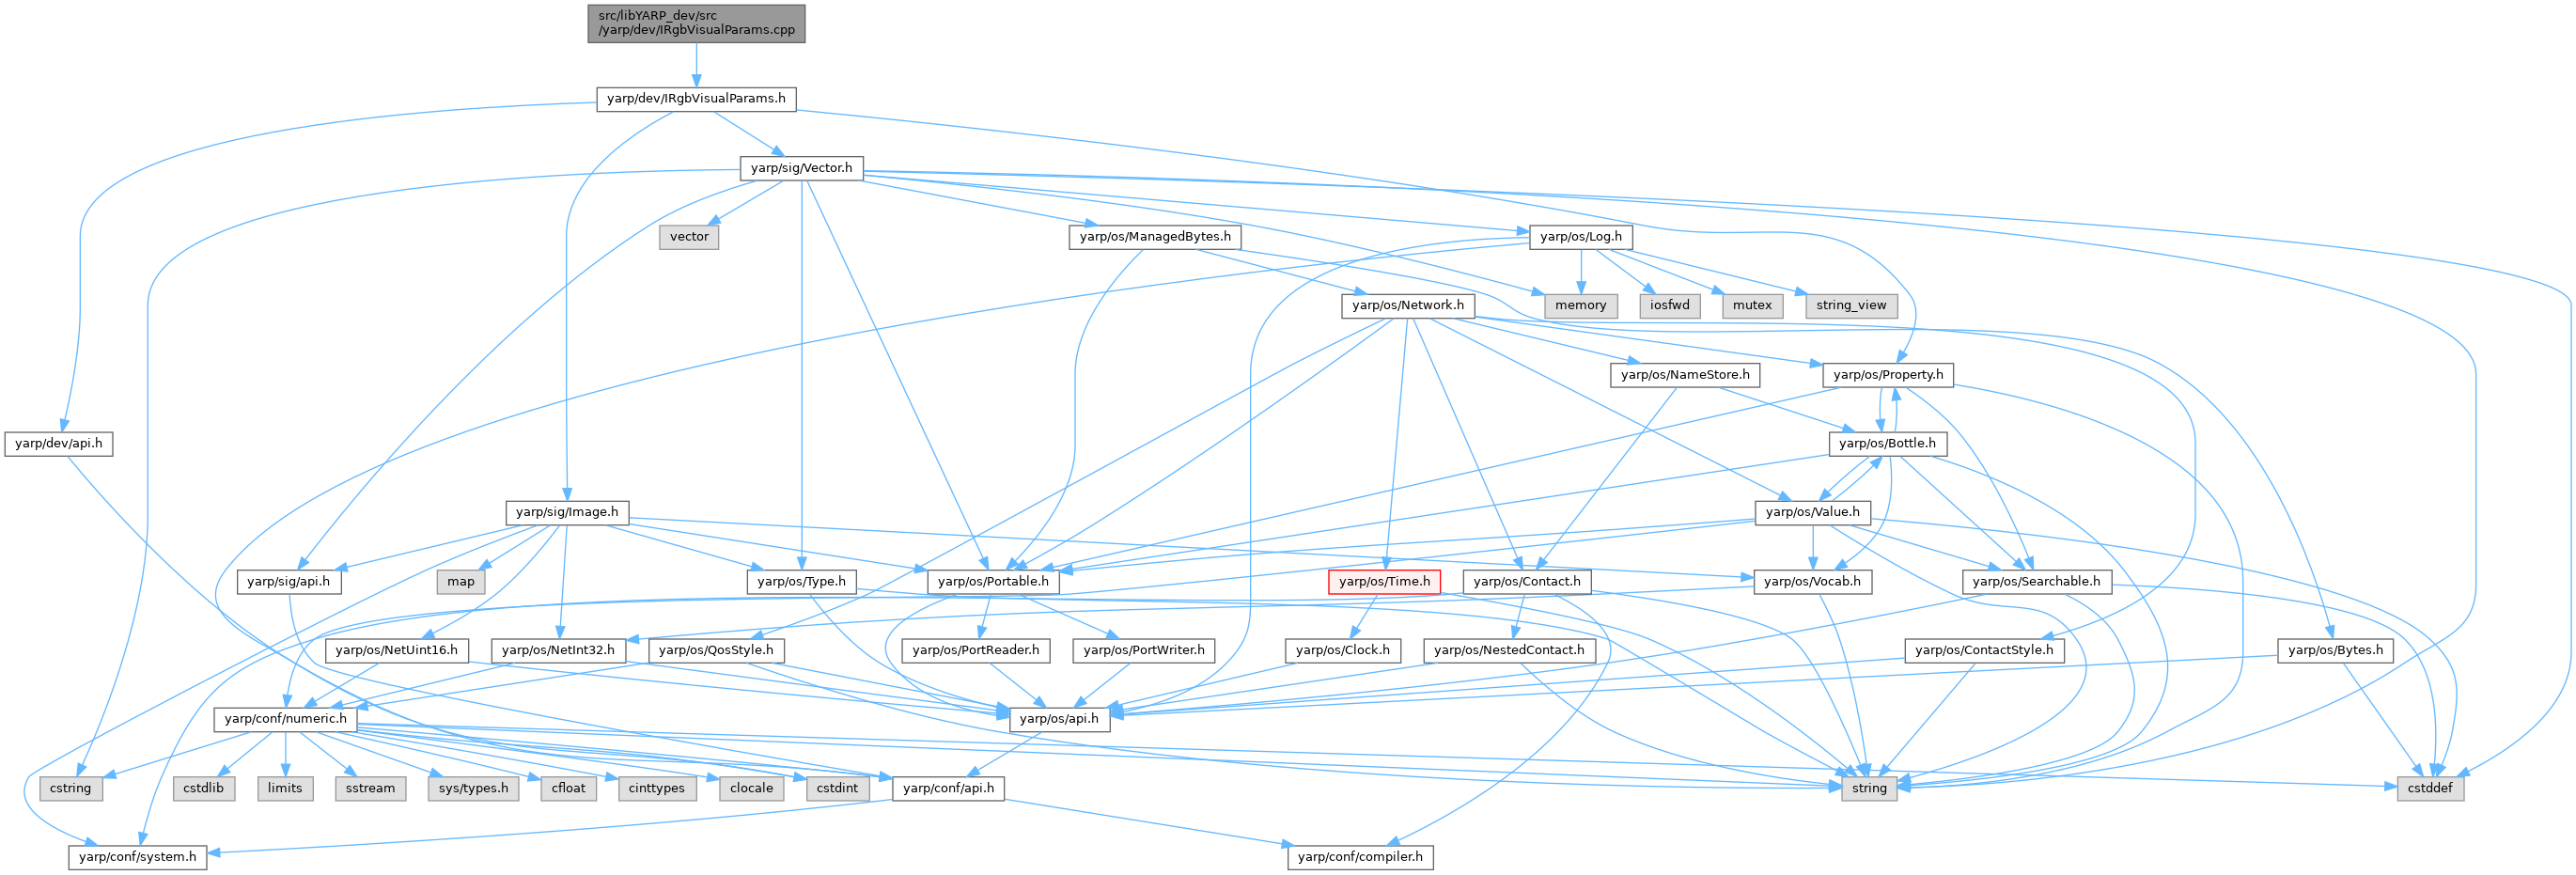 src/libYARP_dev/src
/yarp/dev/IRgbVisualParams.cpp
yarp/dev/IRgbVisualParams.h
yarp/sig/Vector.h
vector
yarp/os/ManagedBytes.h
yarp/os/Log.h
yarp/os/Network.h
memory
iosfwd
mutex
string_view
yarp/os/NameStore.h
yarp/os/Property.h
yarp/dev/api.h
yarp/os/Bottle.h
yarp/sig/Image.h
yarp/os/Value.h
yarp/sig/api.h
map
yarp/os/Type.h
yarp/os/Portable.h
yarp/os/Time.h
yarp/os/Contact.h
yarp/os/Vocab.h
yarp/os/Searchable.h
yarp/os/NetUint16.h
yarp/os/NetInt32.h
yarp/os/QosStyle.h
yarp/os/PortReader.h
yarp/os/PortWriter.h
yarp/os/Clock.h
yarp/os/NestedContact.h
yarp/os/ContactStyle.h
yarp/os/Bytes.h
yarp/conf/numeric.h
yarp/os/api.h
cstring
cstdlib
limits
sstream
sys/types.h
cfloat
cinttypes
clocale
cstdint
yarp/conf/api.h
string
cstddef
yarp/conf/system.h
yarp/conf/compiler.h